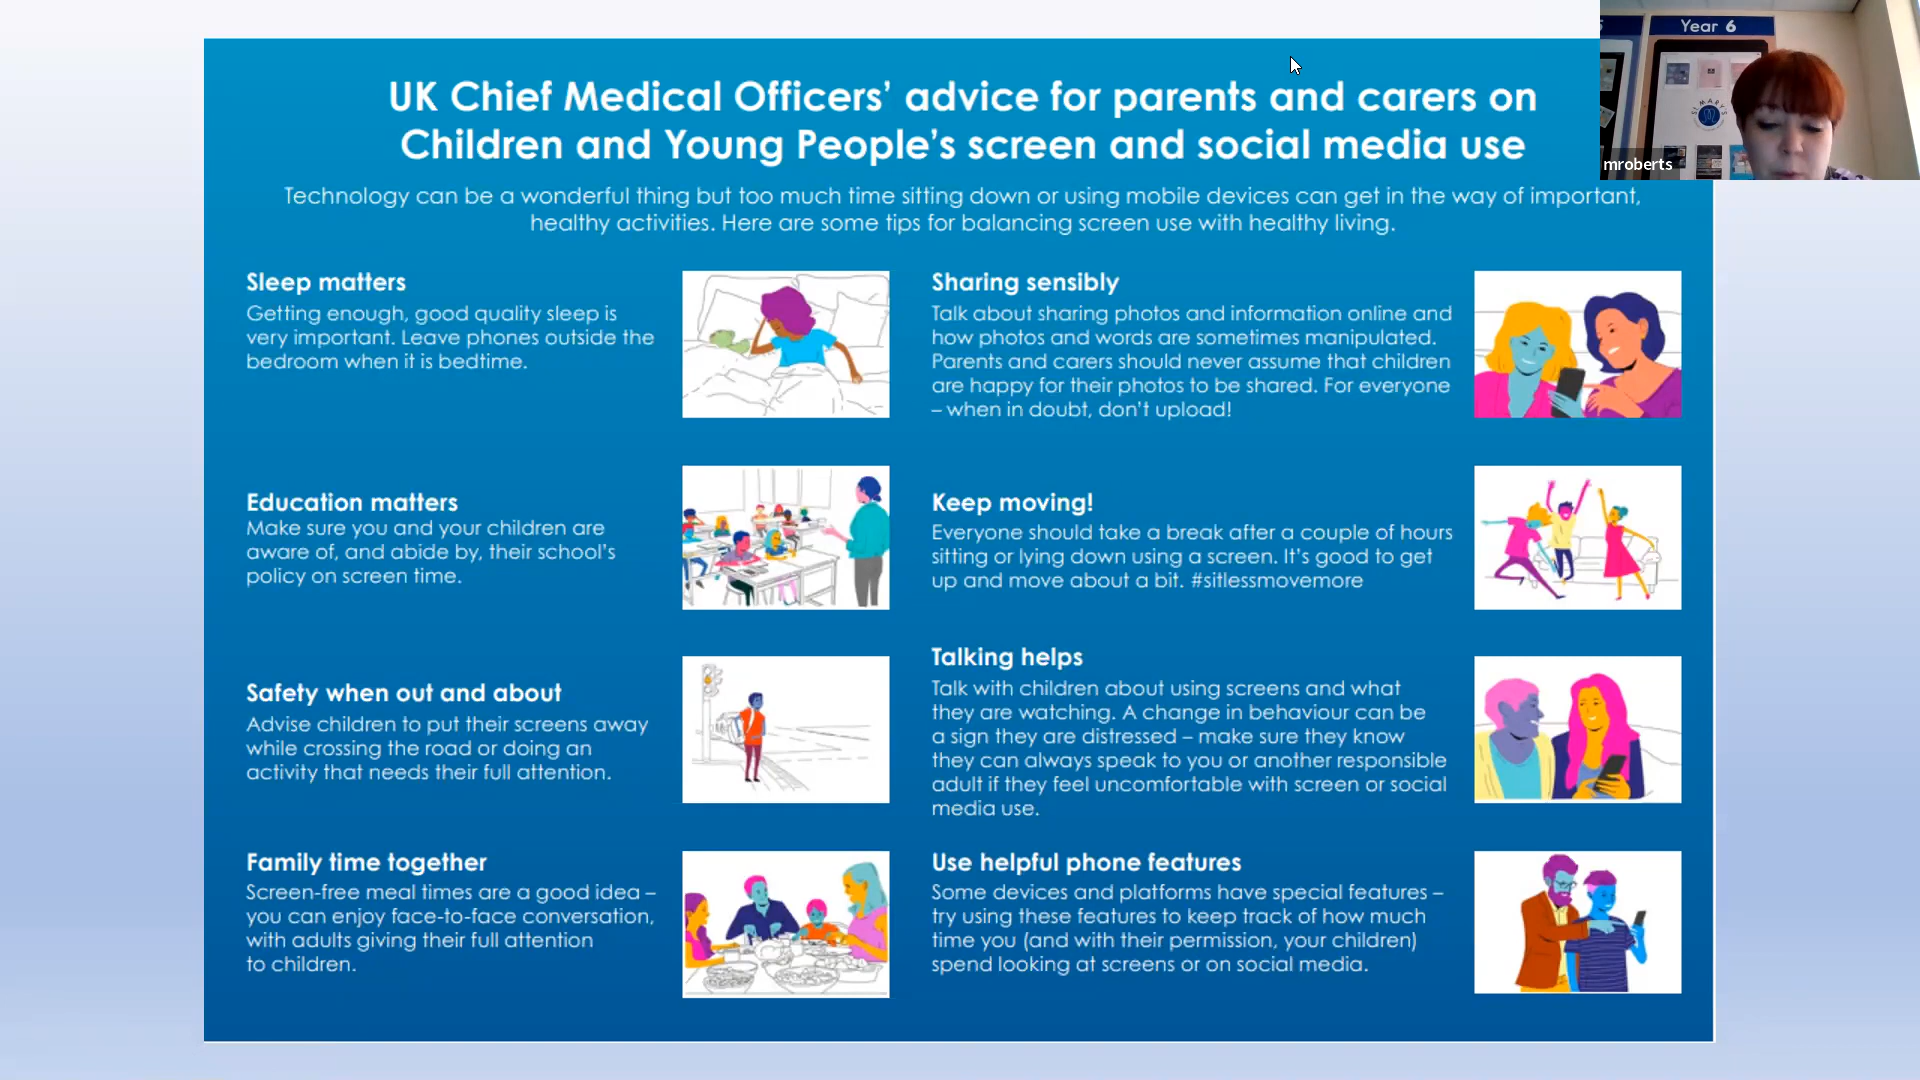 UK Chief Medical Officers’ advice for parents and carers on
Children and Young People’s screen and social media use
Technology can be a wonderful thing but too much time sitting down or using mobile devices can get in the way of important,
healthy activities. Here are some tips for balancing screen use with healthy living.
Sleep matters
Getting enough, good quality sleep is
very important. Leave phones outside the
bedroom when it is bedtime.
Education matters
Make sure you and your children are
aware of, and abide by, their school’s
policy on screen time.
Safety when out and about
Advise children to put their screens away
while crossing the road or doing an
activity that needs their full attention.
Family time together
Screen-free meal times are a good idea –
you can enjoy face-to-face conversation,
with adults giving their full attention
to children.
Sharing sensibly
Talk about sharing photos and information online and
how photos and words are sometimes manipulated.
Parents and carers should never assume that children
are happy for their photos to be shared. For everyone
– when in doubt, don’t upload!
Keep moving!
Everyone should take a break after a couple of hours
sitting or lying down using a screen. It’s good to get
up and move about a bit. #sitlessmovemore
Talking helps
Talk with children about using screens and what
they are watching. A change in behaviour can be
a sign they are distressed – make sure they know
they can always speak to you or another responsible
adult if they feel uncomfortable with screen or social
media use.
Use helpful phone features
Some devices and platforms have special features –
try using these features to keep track of how much
time you (and with their permission, your children)
spend looking at screens or on social media.
Year 6
ST MARY'S
mroberts